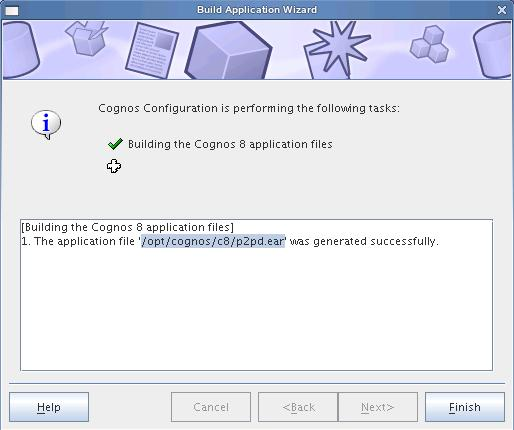 Build Application Wizard
Cognos Configuration is performing the following tasks:
Building the Cognos 8 application files
[Building the Cognos 8 application files]
1. The application file '/opt/cognos/c8/p2pd.ear' was generated successfully.
Help Cancel <Back Next> Finish